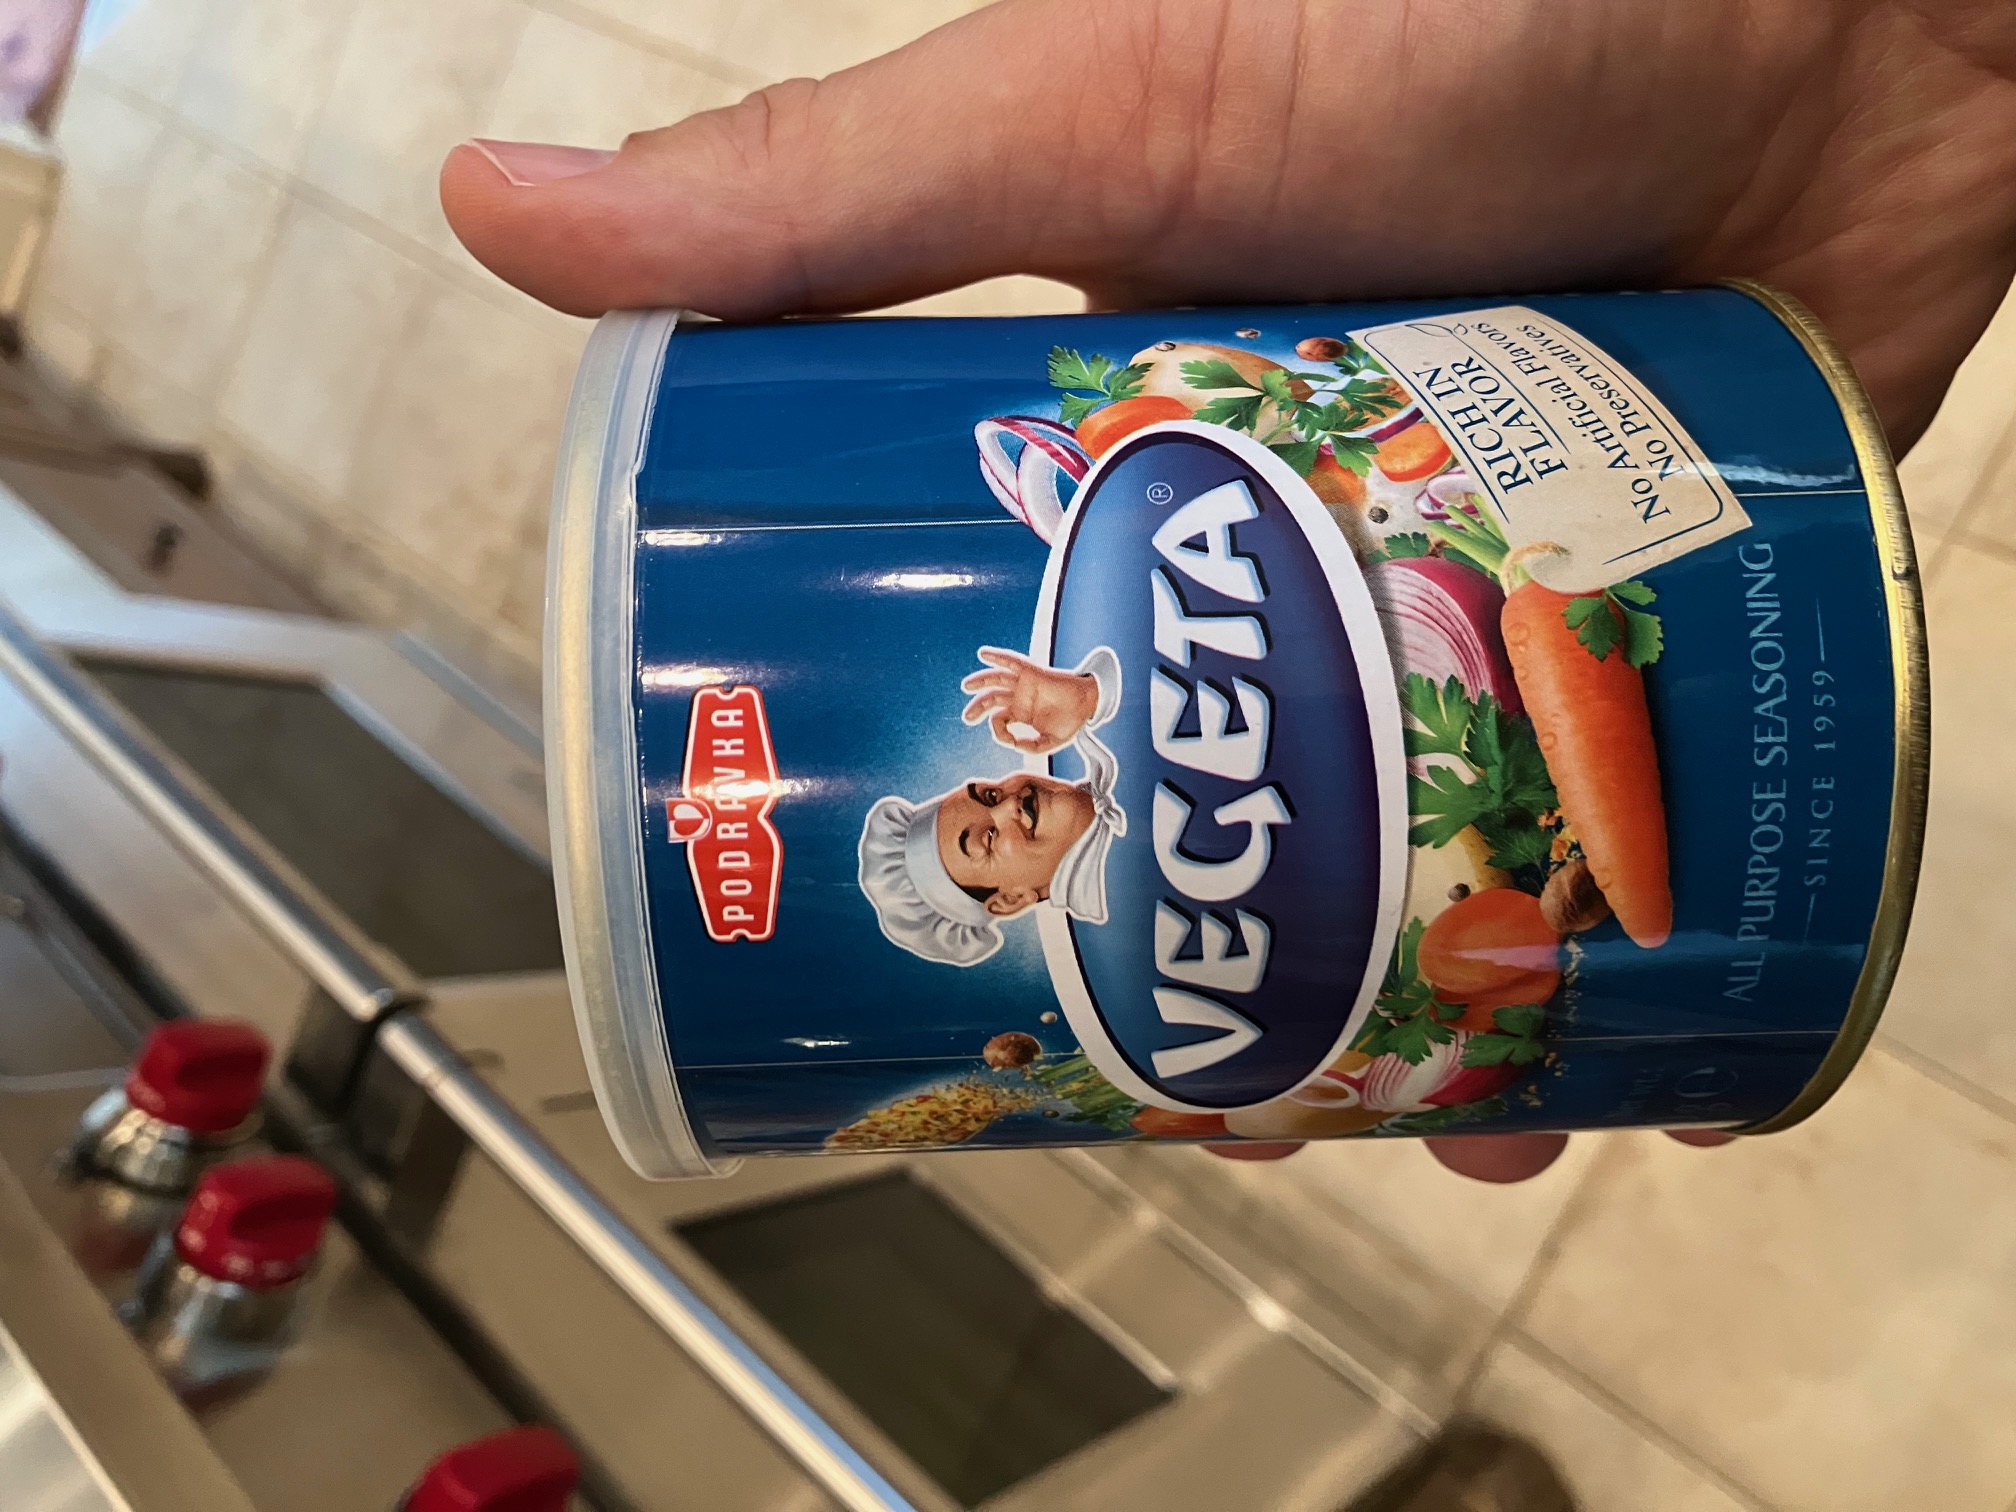 PODRAVKA
VEGETA®
RICH IN
FLAVOR
No Artificial Flavors
No Preservatives
ALL PURPOSE SEASONING
SINCE 1959